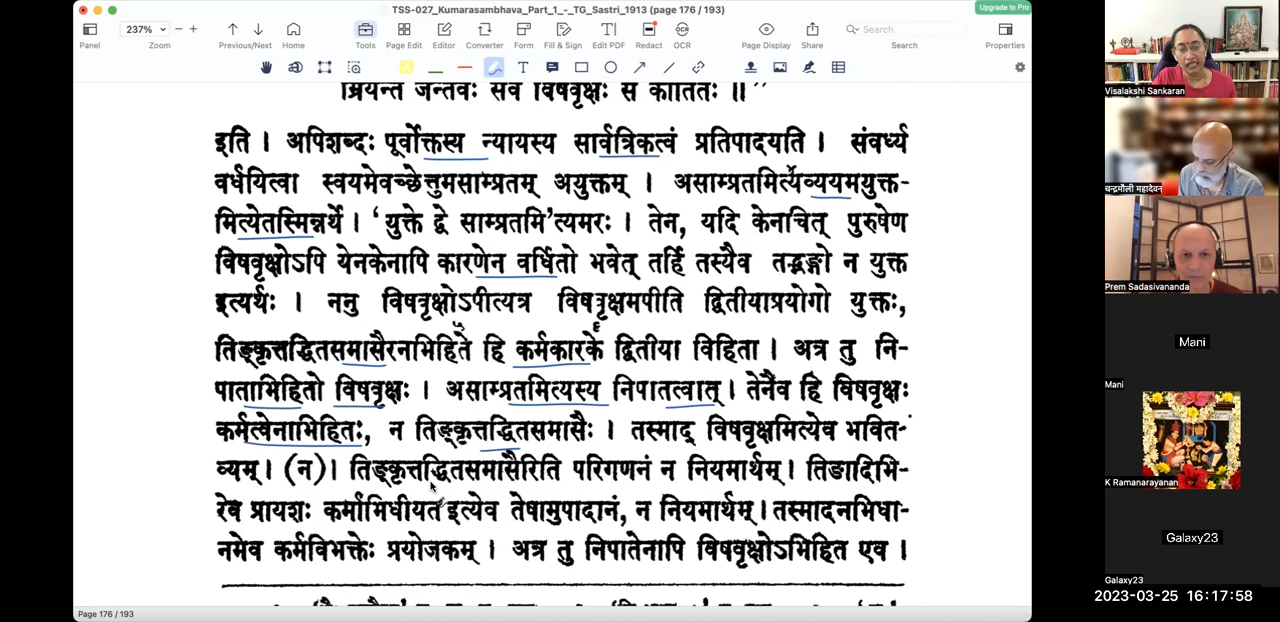 TSS-027_Kumarasambhava_Part_1_-_TG_Sastri_1913 (page 176 / 193)
Upgrade to Pro
237%
Search
Panel Zoom Previous/Next Home Tools Page Edit Editor Converter Form Fill & Sign Edit PDF Redact OCR Page Display Share Search Properties
म्रियन्ते जन्तवः सर्वे विषवृक्षः स कीर्तितः ॥”
इति । अपिशब्दः पूर्वोक्तस्य न्यायस्य सार्वत्रिकत्वं प्रतिपादयति । संवर्ध्य
वर्धयित्वा स्वयमेवच्छेत्तुमसाम्प्रतम् अयुक्तम् । असाम्प्रतमित्यव्ययमयुक्त-
मित्येतस्मिन्नर्थे । ‘युक्ते द्वे साम्प्रतमि’त्यमरः । तेन, यदि केनचित् पुरुषेण
विषवृक्षोऽपि येनकेनापि कारणेन वर्धितो भवेत् तर्हि तस्यैव तद्भङ्गो न युक्त
इत्यर्थः । ननु विषवृक्षोऽपीत्यत्र विषवृक्षमपीति द्वितीयाप्रयोगो युक्तः,
तिङ्कृत्तद्धितसमासैरनभिहिते हि कर्मकारके द्वितीया विहिता । अत्र तु नि-
पाताभिहितो विषवृक्षः । असाम्प्रतमित्यस्य निपातत्वात् । तेनैव हि विषवृक्षः
कर्मत्वेनाभिहितः, न तिङ्कृत्तद्धितसमासैः । तस्माद् विषवृक्षमित्येव भवित-
व्यम् । (न) । तिङ्कृत्तद्धितसमासैरिति परिगणनं न नियमार्थम् । तिङादिभि-
रेव प्रायशः कर्माभिधीयत इत्येव तेषामुपादानं, न नियमार्थम् । तस्मादनभिधा-
नमेव कर्मविभक्तेः प्रयोजकम् । अत्र तु निपातेनापि विषवृक्षोऽभिहित एव ।
Page 176 / 193
Visalakshi Sankaran
चन्द्रमौली महादेवन
Prem Sadasivananda
Mani
Mani
K Ramanarayanan
Galaxy23
Galaxy23
2023-03-25 16:17:58